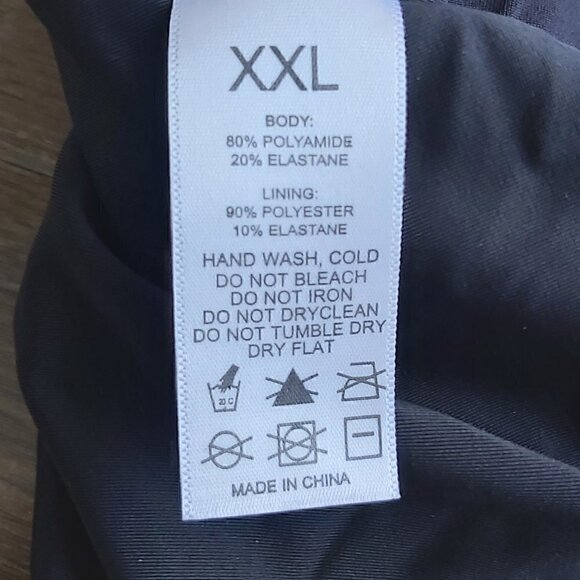 XXL
BODY:
80% POLYAMIDE
20% ELASTANE
LINING:
90% POLYESTER
10% ELASTANE
HAND WASH, COLD
DO NOT BLEACH
DO NOT IRON
DO NOT DRYCLEAN
DO NOT TUMBLE DRY
DRY FLAT
20 C
MADE IN CHINA